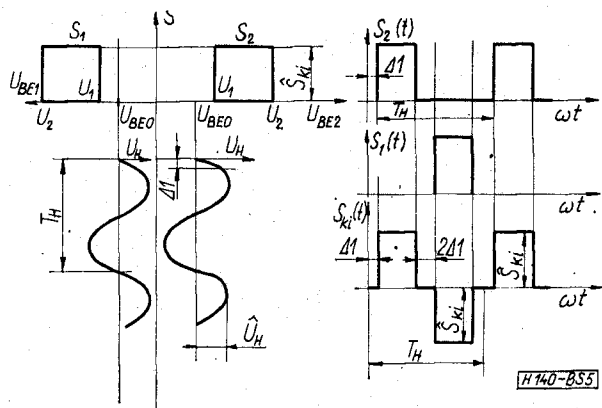 S
S₁
S₂
Ŝki
U₁
U₁
UBE1
U₂
UBE0
UBE0
U₂
UBE2
UH
UH
Δ1
TH
ÛH
S₂(t)
Δ1
TH
ωt
S₁(t)
ωt
Ski(t)
Δ1
2Δ1
Ŝki
Ŝki
ωt
TH
H140-BS5